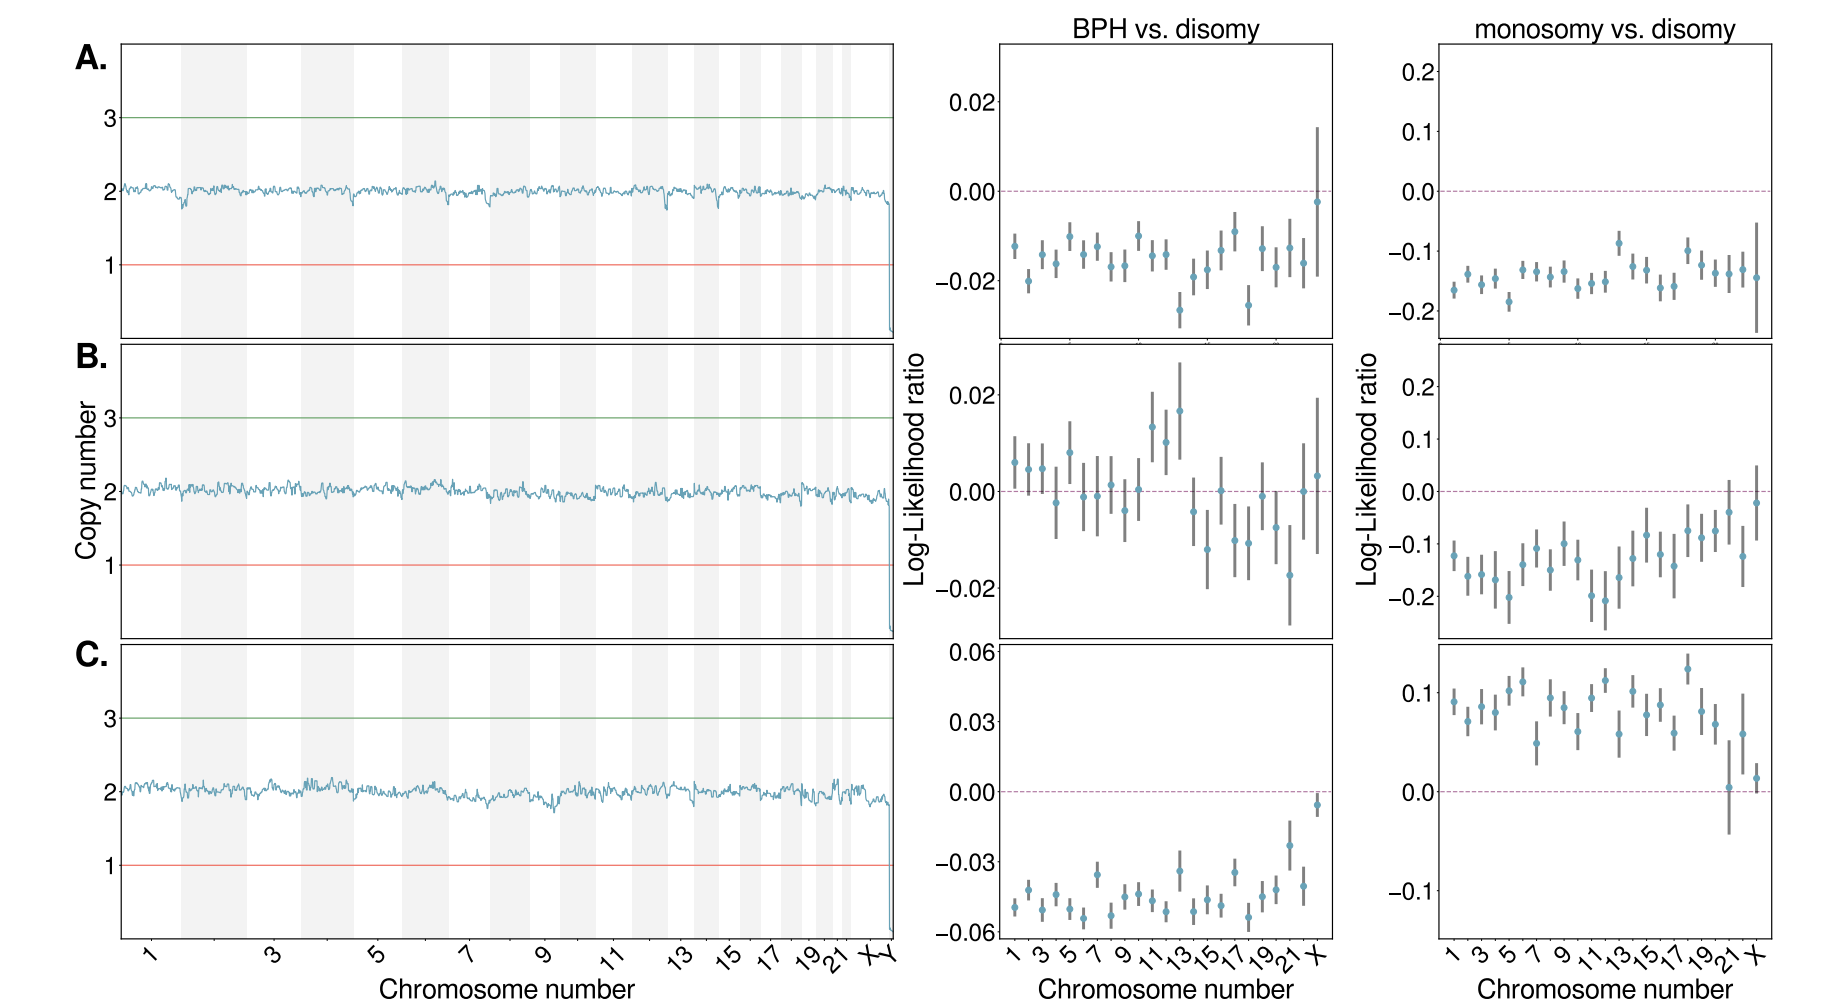 BPH vs. disomy
monosomy vs. disomy
A.
3
2
1
0.02
0.00
−0.02
0.2
0.1
0.0
−0.1
−0.2
B.
Copy number
3
2
1
Log-Likelihood ratio
0.02
0.00
−0.02
Log-Likelihood ratio
0.2
0.1
0.0
−0.1
−0.2
C.
3
2
1
0.06
0.03
0.00
−0.03
−0.06
0.1
0.0
−0.1
1 3 5 7 9 11 13 15 17 19 21 X Y
1 3 5 7 9 11 13 15 17 19 21 X
1 3 5 7 9 11 13 15 17 19 21 X
Chromosome number
Chromosome number
Chromosome number